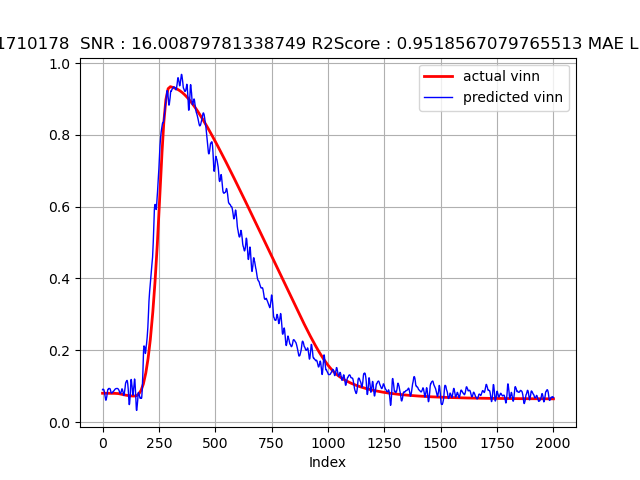 1710178 SNR : 16.00879781338749 R2Score : 0.9518567079765513 MAE L
actual vinn
predicted vinn
1.0
0.8
0.6
0.4
0.2
0.0
0 250 500 750 1000 1250 1500 1750 2000
Index